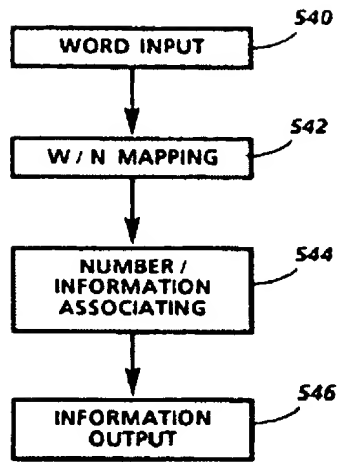 540
WORD INPUT
542
W / N MAPPING
544
NUMBER /
INFORMATION
ASSOCIATING
546
INFORMATION
OUTPUT